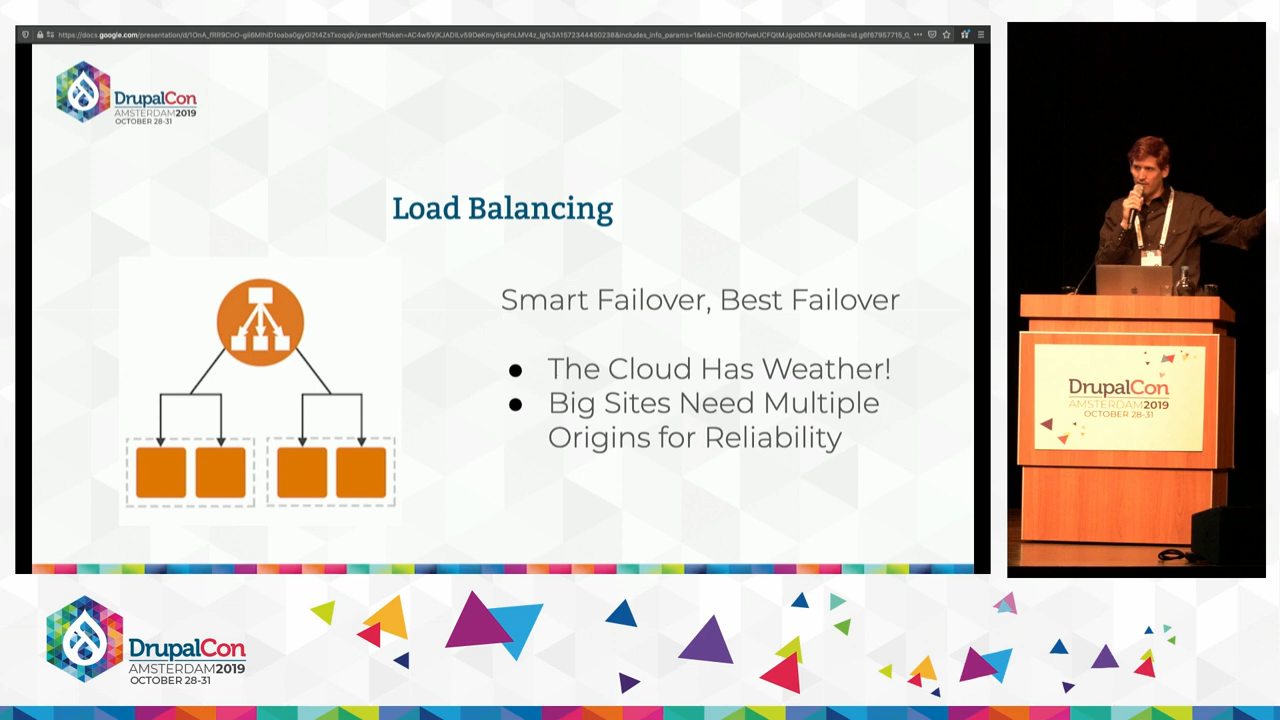 DrupalCon
AMSTERDAM2019
OCTOBER 28-31
Load Balancing
Smart Failover, Best Failover
● The Cloud Has Weather!
● Big Sites Need Multiple
Origins for Reliability
DrupalCon
AMSTERDAM2019
OCTOBER 28-31
DrupalCon
AMSTERDAM2019
OCTOBER 28-31